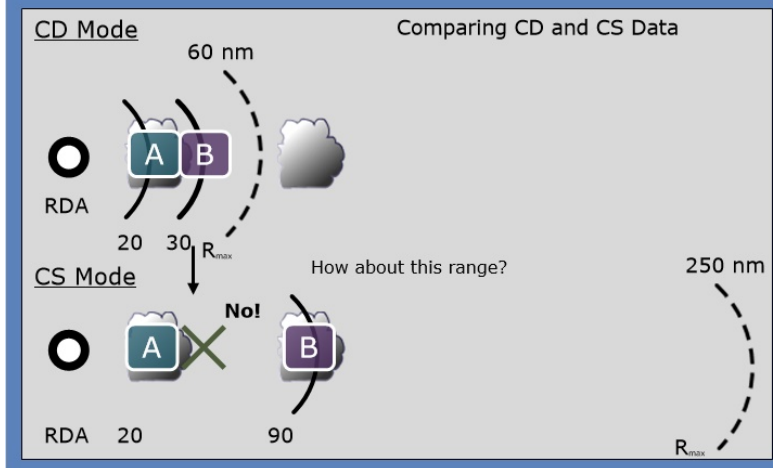 CD Mode
Comparing CD and CS Data
60 nm
A B
RDA
20 30 Rmax
CS Mode
How about this range?
250 nm
No!
A B
RDA 20 90 Rmax